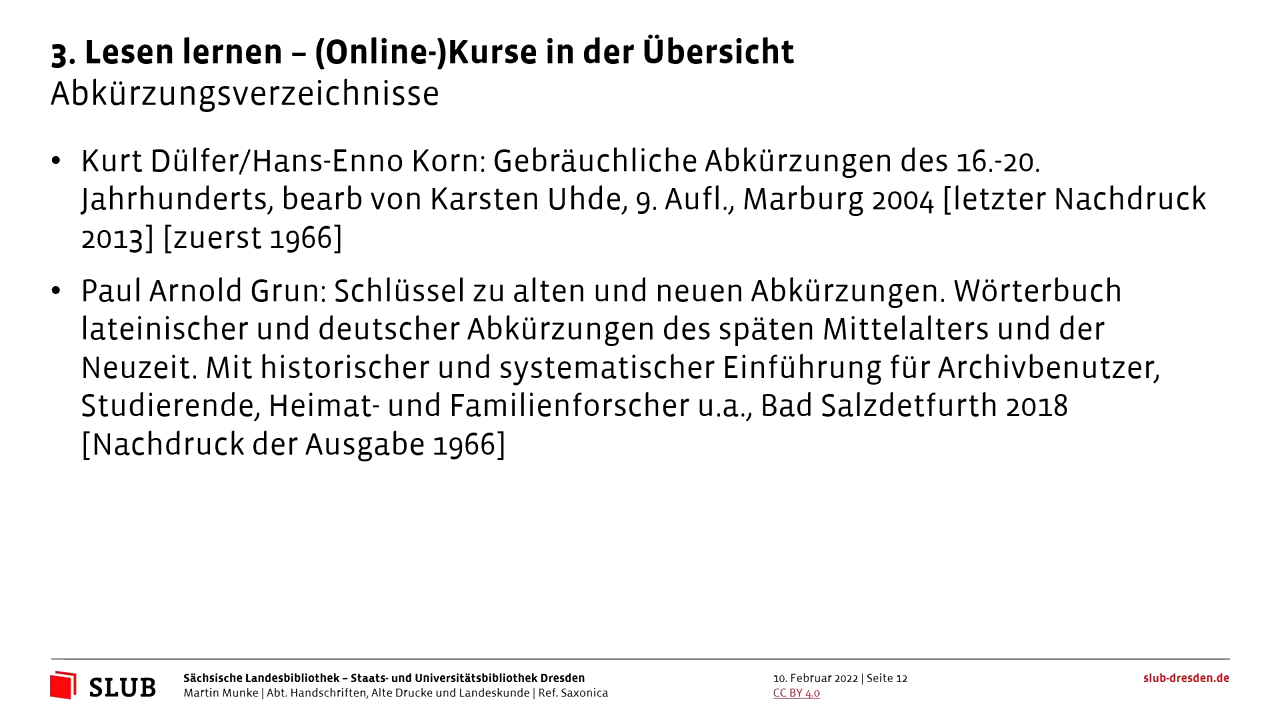 3. Lesen lernen – (Online-)Kurse in der Übersicht
Abkürzungsverzeichnisse
• Kurt Dülfer/Hans-Enno Korn: Gebräuchliche Abkürzungen des 16.-20.
Jahrhunderts, bearb von Karsten Uhde, 9. Aufl., Marburg 2004 [letzter Nachdruck
2013] [zuerst 1966]
• Paul Arnold Grun: Schlüssel zu alten und neuen Abkürzungen. Wörterbuch
lateinischer und deutscher Abkürzungen des späten Mittelalters und der
Neuzeit. Mit historischer und systematischer Einführung für Archivbenutzer,
Studierende, Heimat- und Familienforscher u.a., Bad Salzdetfurth 2018
[Nachdruck der Ausgabe 1966]
SLUB
Sächsische Landesbibliothek – Staats- und Universitätsbibliothek Dresden
Martin Munke | Abt. Handschriften, Alte Drucke und Landeskunde | Ref. Saxonica
10. Februar 2022 | Seite 12
CC BY 4.0
slub-dresden.de